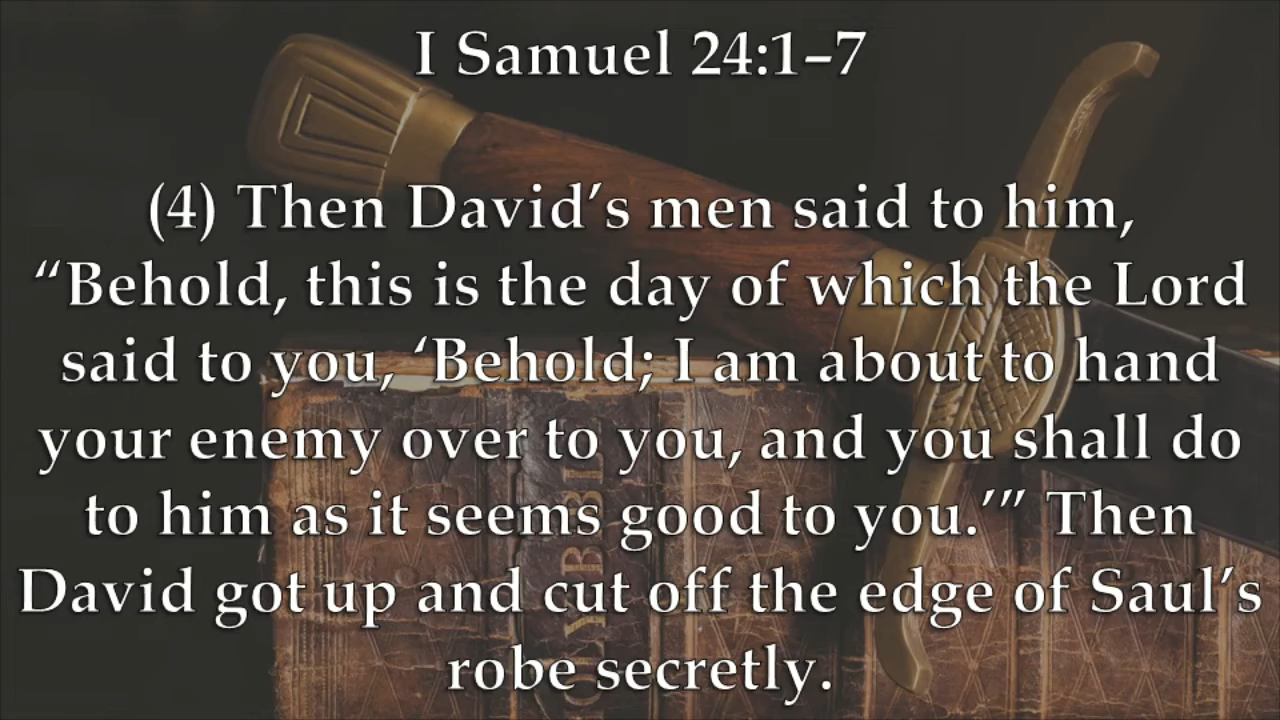 I Samuel 24:1–7
(4) Then David’s men said to him,
“Behold, this is the day of which the Lord
said to you, ‘Behold; I am about to hand
your enemy over to you, and you shall do
to him as it seems good to you.’” Then
David got up and cut off the edge of Saul’s
robe secretly.